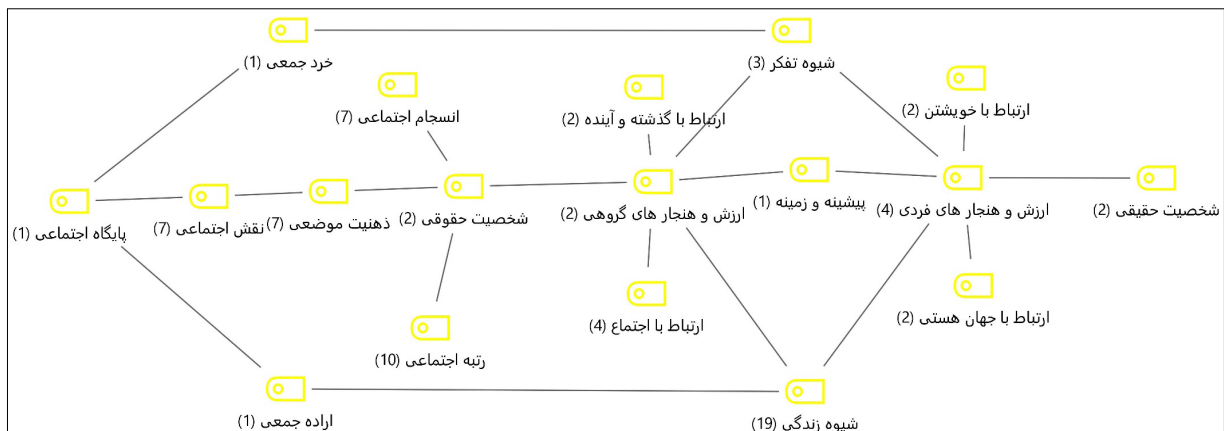 خرد جمعی (1)
شیوه تفکر (3)
ارتباط با خویشتن (2)
ارتباط با گذشته و آینده (2)
انسجام اجتماعی (7)
شخصیت حقیقی (2)
ارزش و هنجار های فردی (4)
پیشینه و زمینه (1)
ارزش و هنجار های گروهی (2)
شخصیت حقوقی (2)
ذهنیت موضعی (7)
نقش اجتماعی (7)
پایگاه اجتماعی (1)
ارتباط با جهان هستی (2)
ارتباط با اجتماع (4)
رتبه اجتماعی (10)
شیوه زندگی (19)
اراده جمعی (1)